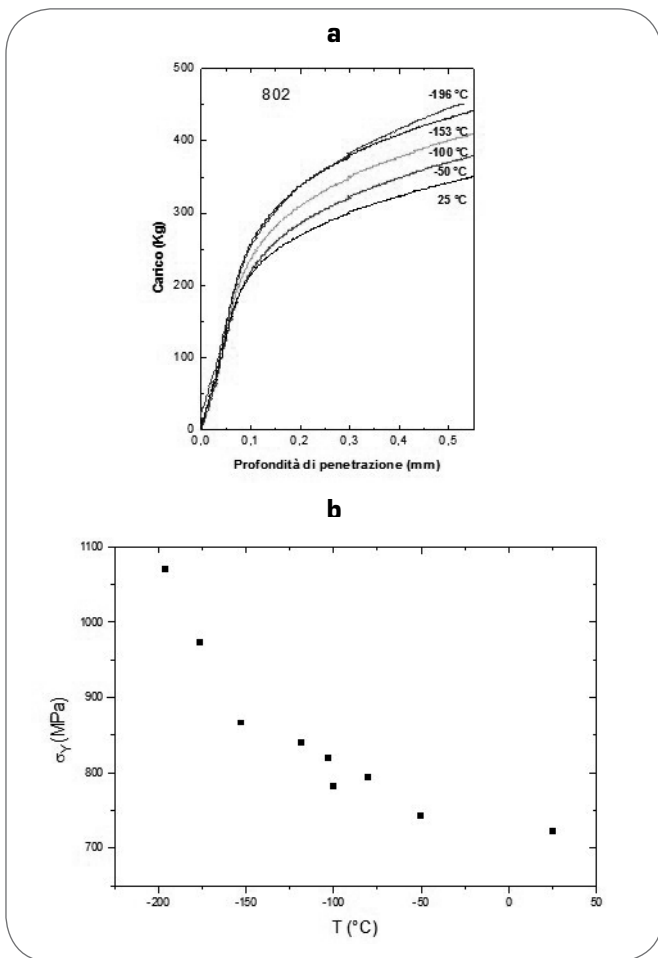 a
500
400
300
200
100
0
802
-196 °C
-153 °C
-100 °C
-50 °C
25 °C
Carico (Kg)
0,0 0,1 0,2 0,3 0,4 0,5
Profondità di penetrazione (mm)
b
1100
1000
900
800
700
σY (MPa)
-200 -150 -100 -50 0 50
T (°C)